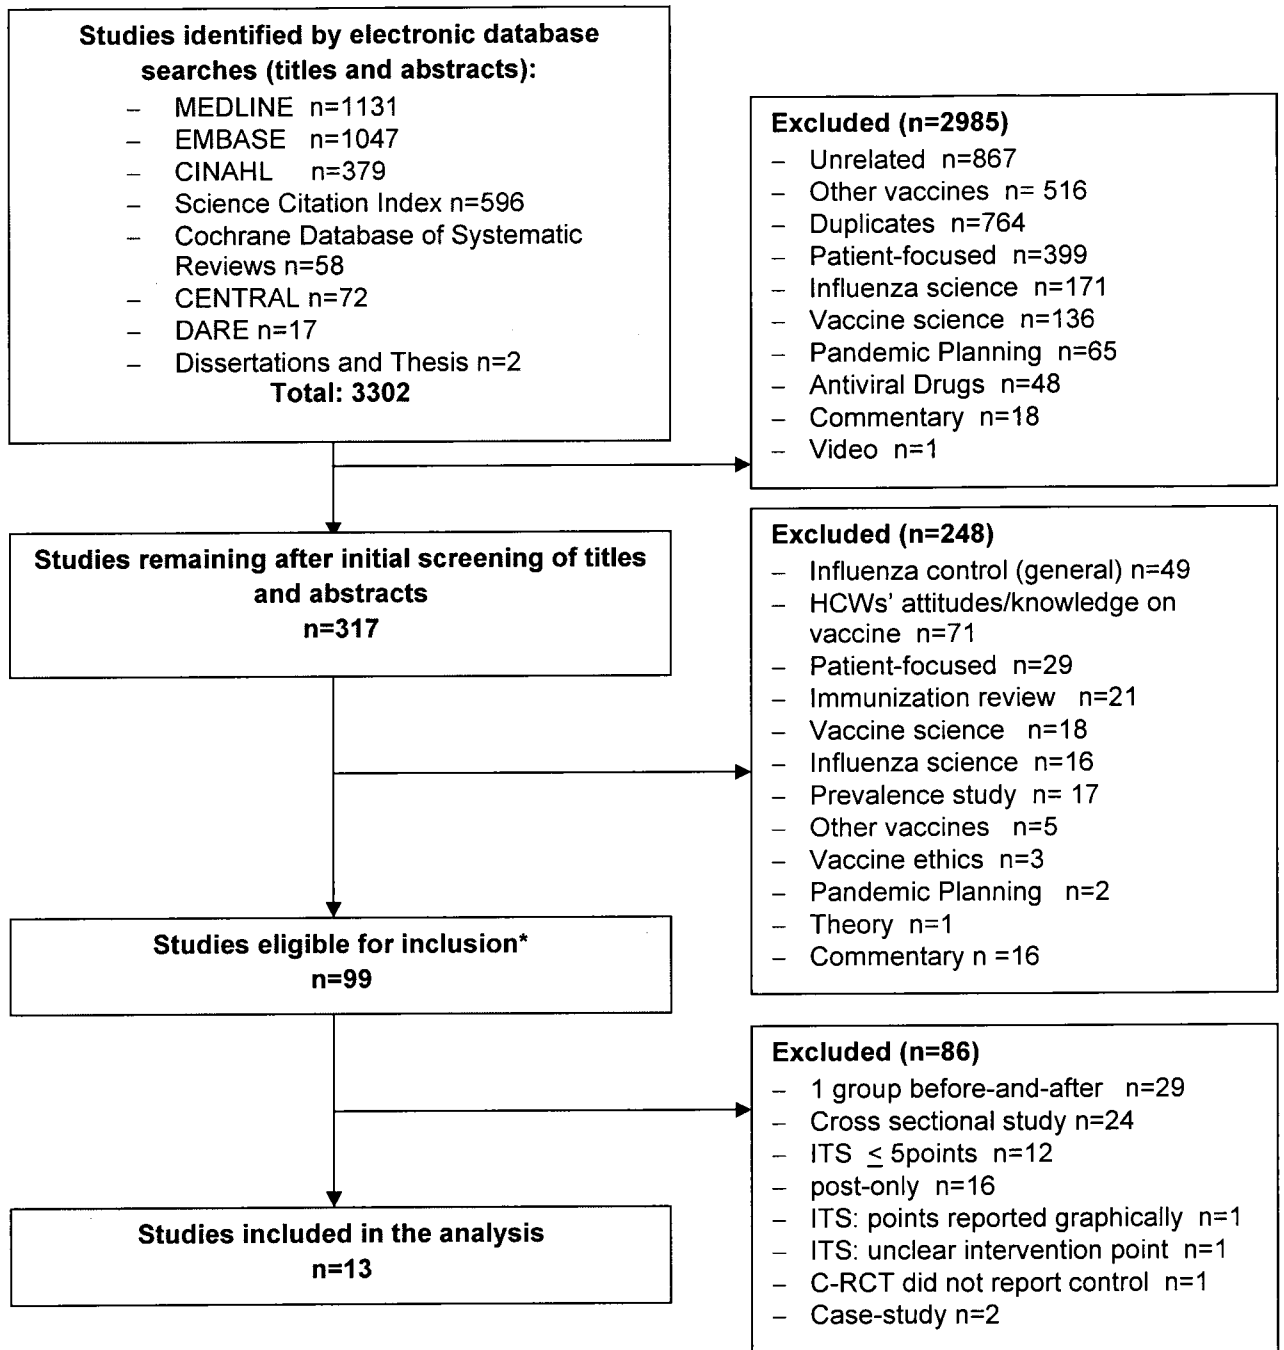 Studies identified by electronic database
searches (titles and abstracts):
– MEDLINE n=1131
– EMBASE n=1047
– CINAHL n=379
– Science Citation Index n=596
– Cochrane Database of Systematic
Reviews n=58
– CENTRAL n=72
– DARE n=17
– Dissertations and Thesis n=2
Total: 3302
Excluded (n=2985)
– Unrelated n=867
– Other vaccines n= 516
– Duplicates n=764
– Patient-focused n=399
– Influenza science n=171
– Vaccine science n=136
– Pandemic Planning n=65
– Antiviral Drugs n=48
– Commentary n=18
– Video n=1
Studies remaining after initial screening of titles
and abstracts
n=317
Excluded (n=248)
– Influenza control (general) n=49
– HCWs' attitudes/knowledge on
vaccine n=71
– Patient-focused n=29
– Immunization review n=21
– Vaccine science n=18
– Influenza science n=16
– Prevalence study n= 17
– Other vaccines n=5
– Vaccine ethics n=3
– Pandemic Planning n=2
– Theory n=1
– Commentary n =16
Studies eligible for inclusion*
n=99
Excluded (n=86)
– 1 group before-and-after n=29
– Cross sectional study n=24
– ITS ≤ 5points n=12
– post-only n=16
– ITS: points reported graphically n=1
– ITS: unclear intervention point n=1
– C-RCT did not report control n=1
– Case-study n=2
Studies included in the analysis
n=13